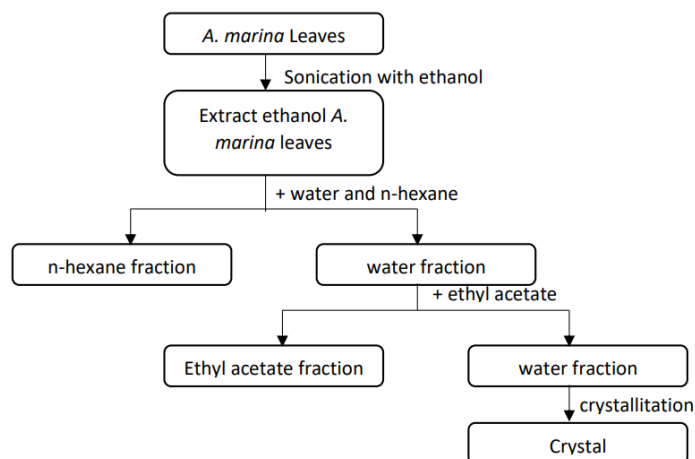 A. marina Leaves
Sonication with ethanol
Extract ethanol A.
marina leaves
+ water and n-hexane
n-hexane fraction
water fraction
+ ethyl acetate
Ethyl acetate fraction
water fraction
crystallitation
Crystal